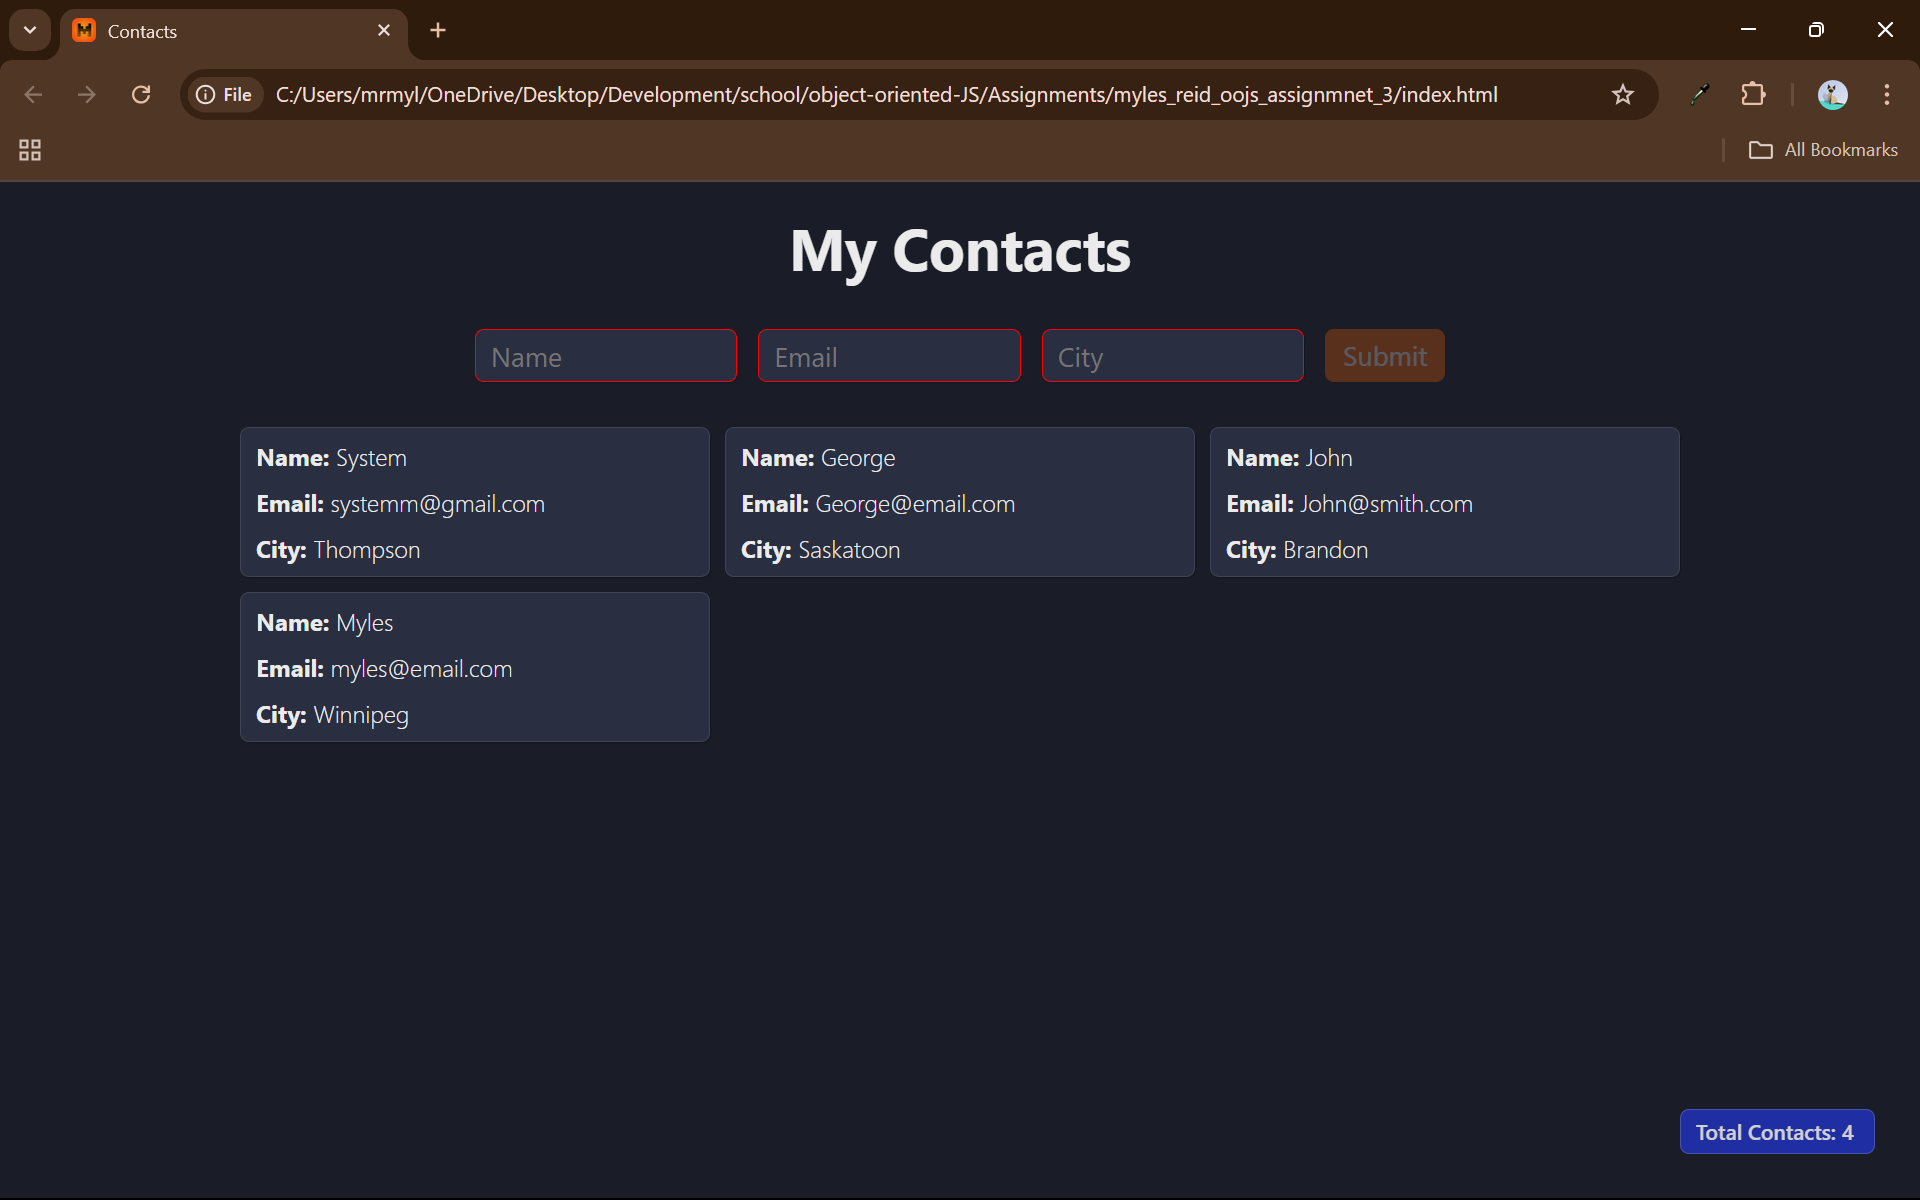 Contacts
File C:/Users/mrmyl/OneDrive/Desktop/Development/school/object-oriented-JS/Assignments/myles_reid_oojs_assignmnet_3/index.html
All Bookmarks
My Contacts
Name Email City Submit
Name: System
Email: systemm@gmail.com
City: Thompson
Name: George
Email: George@email.com
City: Saskatoon
Name: John
Email: John@smith.com
City: Brandon
Name: Myles
Email: myles@email.com
City: Winnipeg
Total Contacts: 4